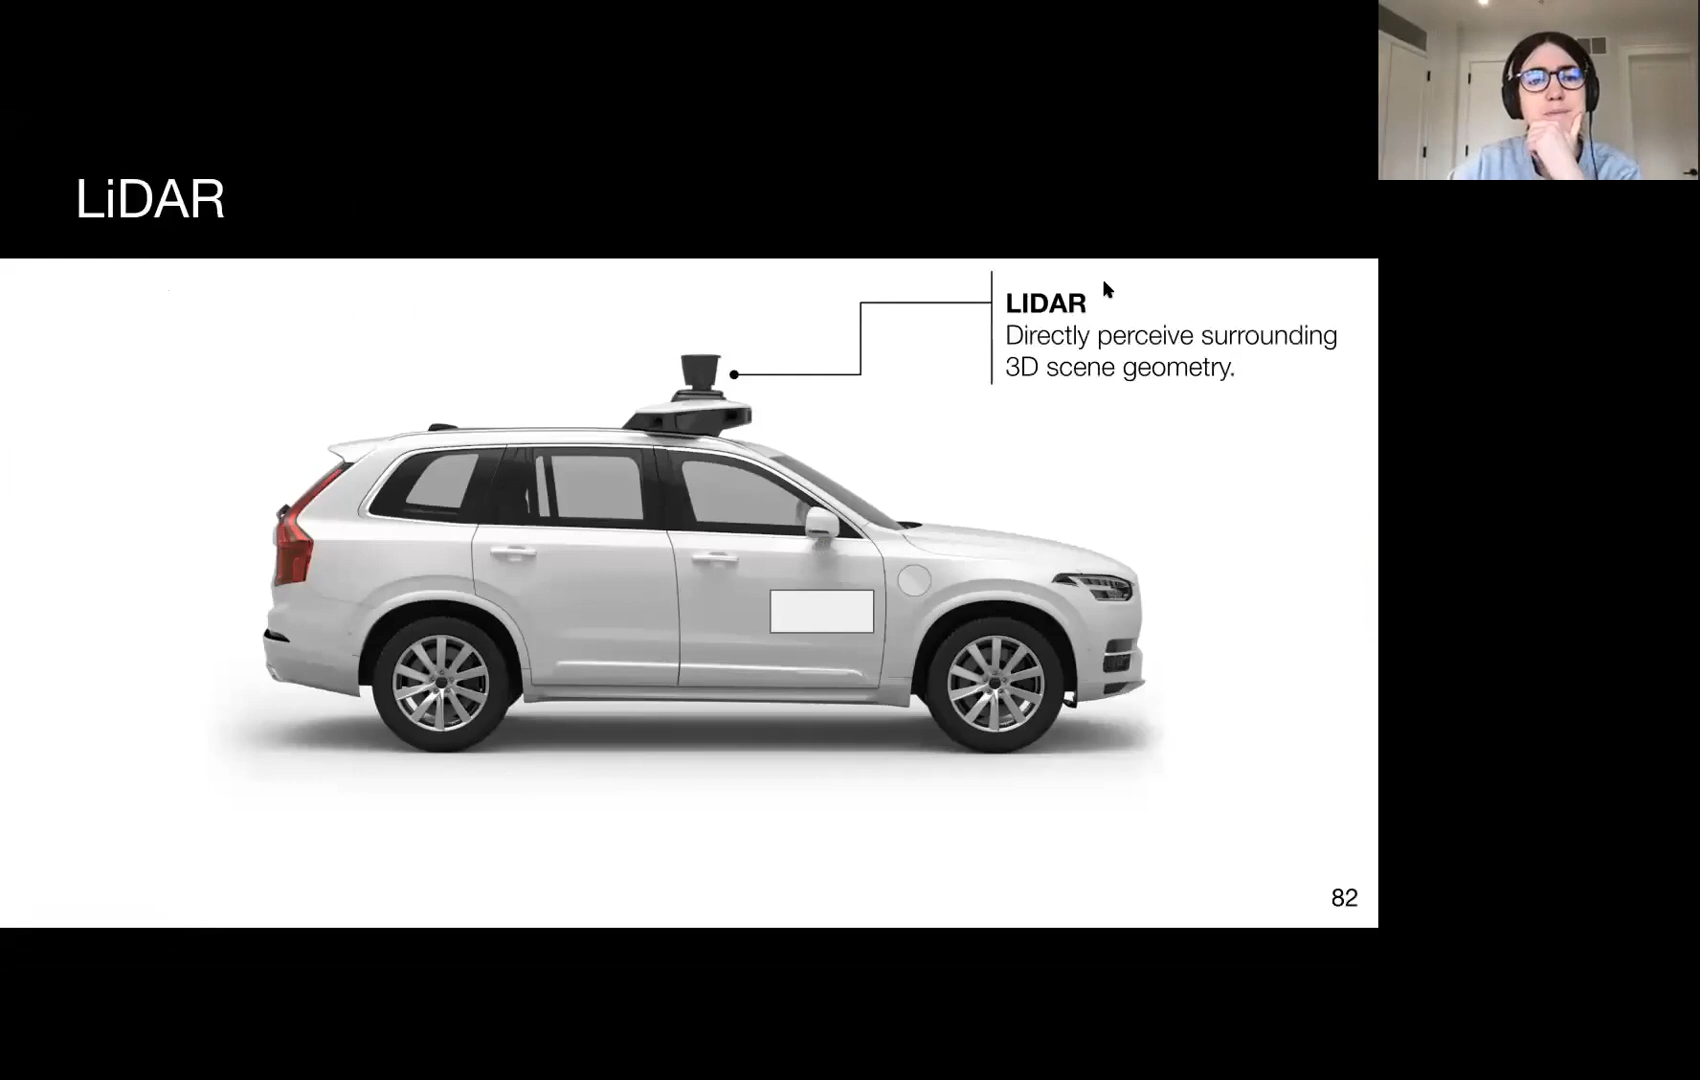 LiDAR
LIDAR
Directly perceive surrounding
3D scene geometry.
82